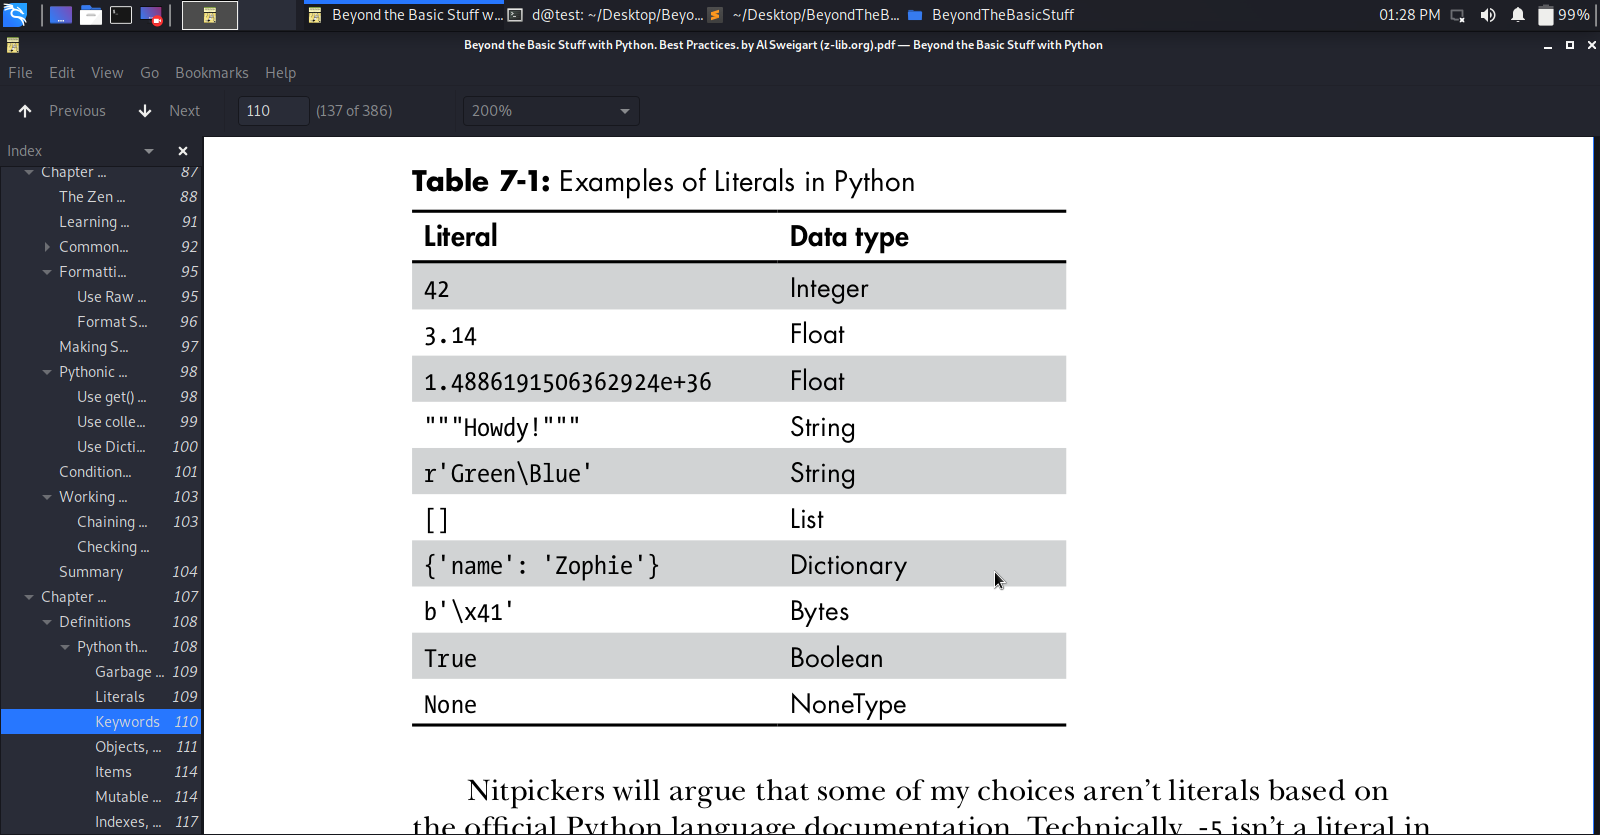 Beyond the Basic Stuff w... d@test: ~/Desktop/Beyo... ~/Desktop/BeyondTheB... BeyondTheBasicStuff 01:28 PM 99%
Beyond the Basic Stuff with Python. Best Practices. by Al Sweigart (z-lib.org).pdf — Beyond the Basic Stuff with Python
File Edit View Go Bookmarks Help
Previous Next 110 (137 of 386) 200%
Index
Chapter ... 87
The Zen ... 88
Learning ... 91
Common... 92
Formatti... 95
Use Raw ... 95
Format S... 96
Making S... 97
Pythonic ... 98
Use get() ... 98
Use colle... 99
Use Dicti... 100
Condition... 101
Working ... 103
Chaining ... 103
Checking ...
Summary 104
Chapter ... 107
Definitions 108
Python th... 108
Garbage ... 109
Literals 109
Keywords 110
Objects, ... 111
Items 114
Mutable ... 114
Indexes, ... 117
Table 7-1: Examples of Literals in Python
Literal Data type
42 Integer
3.14 Float
1.4886191506362924e+36 Float
"""Howdy!""" String
r'Green\Blue' String
[] List
{'name': 'Zophie'} Dictionary
b'\x41' Bytes
True Boolean
None NoneType
Nitpickers will argue that some of my choices aren’t literals based on
the official Python language documentation. Technically, -5 isn’t a literal in